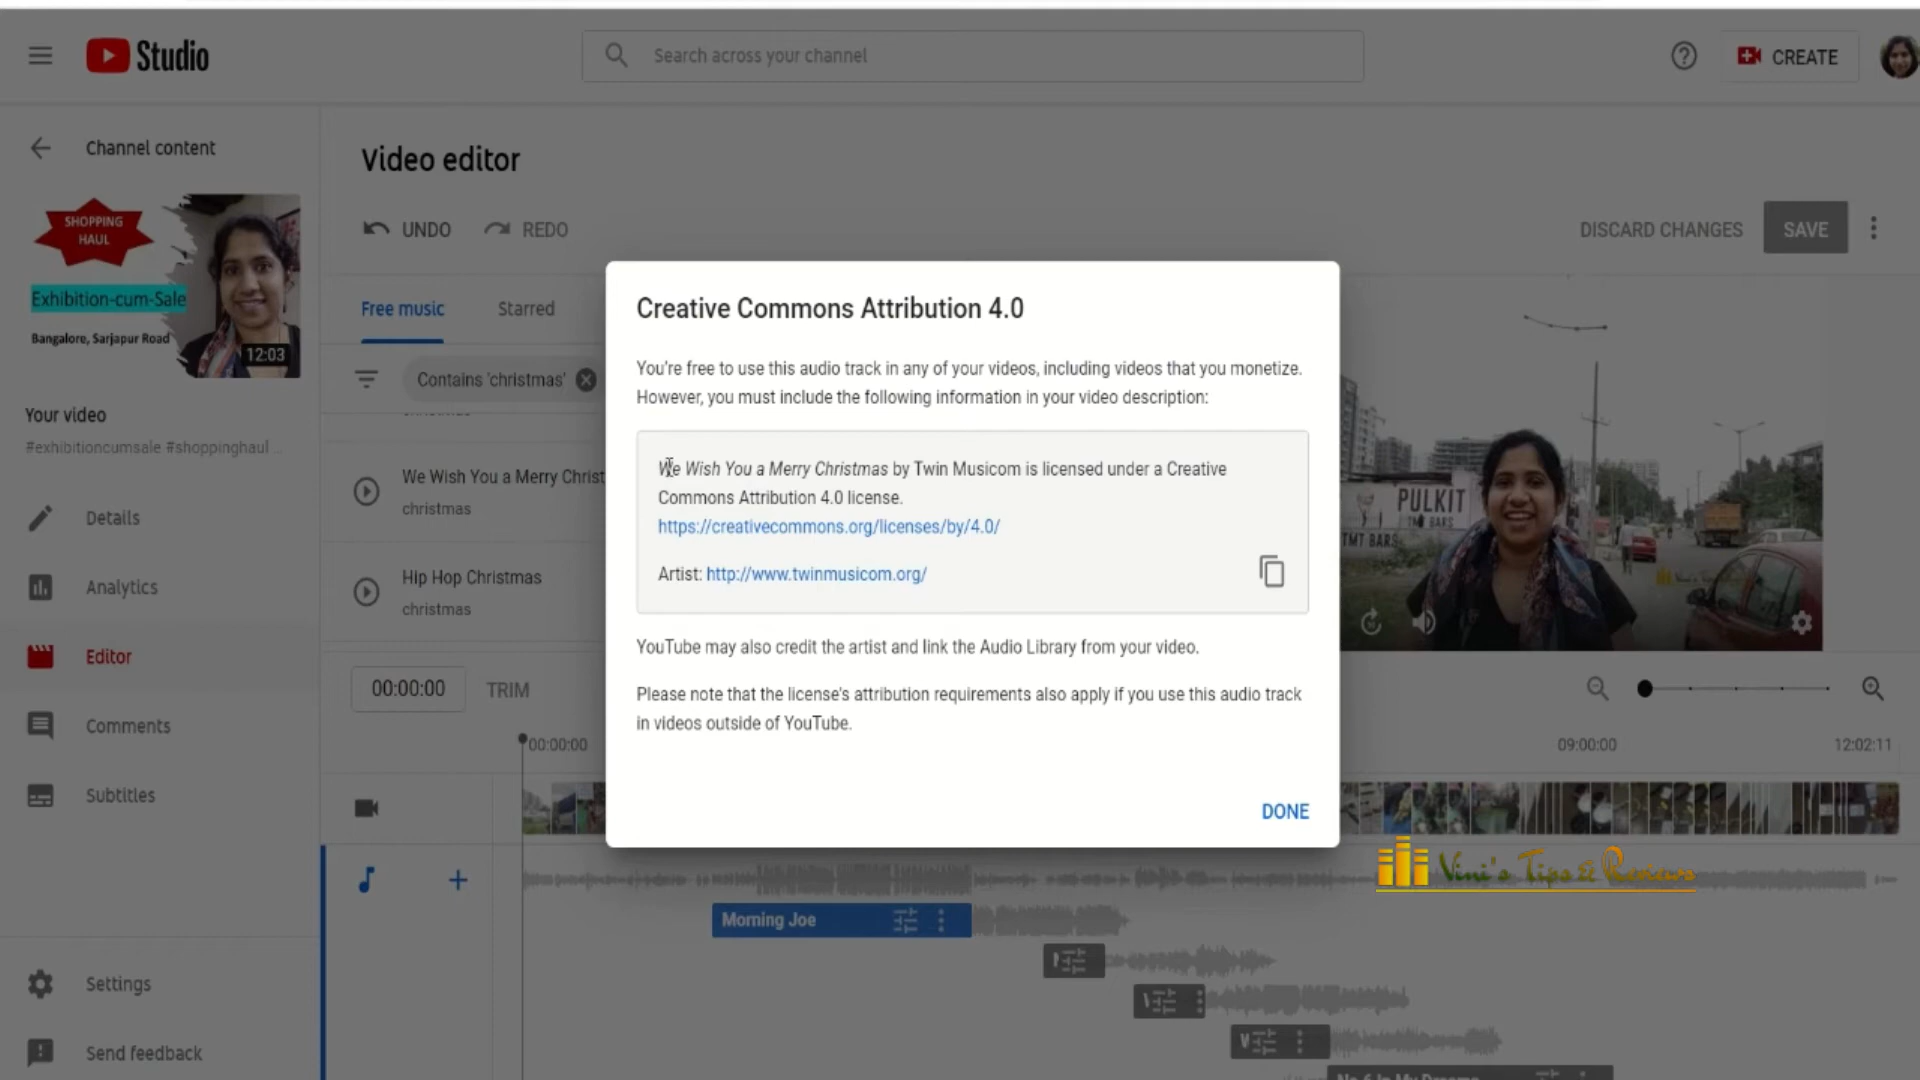 Studio
Search across your channel
CREATE
Channel content
SHOPPING
HAUL
Exhibition-cum-Sale
Bangalore, Sarjapur Road
12:03
Your video
#exhibitioncumsale #shoppinghaul ...
Details
Analytics
Editor
Comments
Subtitles
Settings
Send feedback
Video editor
UNDO
REDO
DISCARD CHANGES
SAVE
Free music
Starred
Contains 'christmas'
We Wish You a Merry Christ
christmas
Hip Hop Christmas
christmas
Creative Commons Attribution 4.0
You're free to use this audio track in any of your videos, including videos that you monetize.
However, you must include the following information in your video description:
We Wish You a Merry Christmas by Twin Musicom is licensed under a Creative
Commons Attribution 4.0 license.
https://creativecommons.org/licenses/by/4.0/
Artist: http://www.twinmusicom.org/
YouTube may also credit the artist and link the Audio Library from your video.
Please note that the license's attribution requirements also apply if you use this audio track
in videos outside of YouTube.
DONE
PULKIT
TMT BARS
TMT BARS
00:00:00
TRIM
00:00:00
09:00:00
12:02:11
Vini's Tips & Reviews
Morning Joe